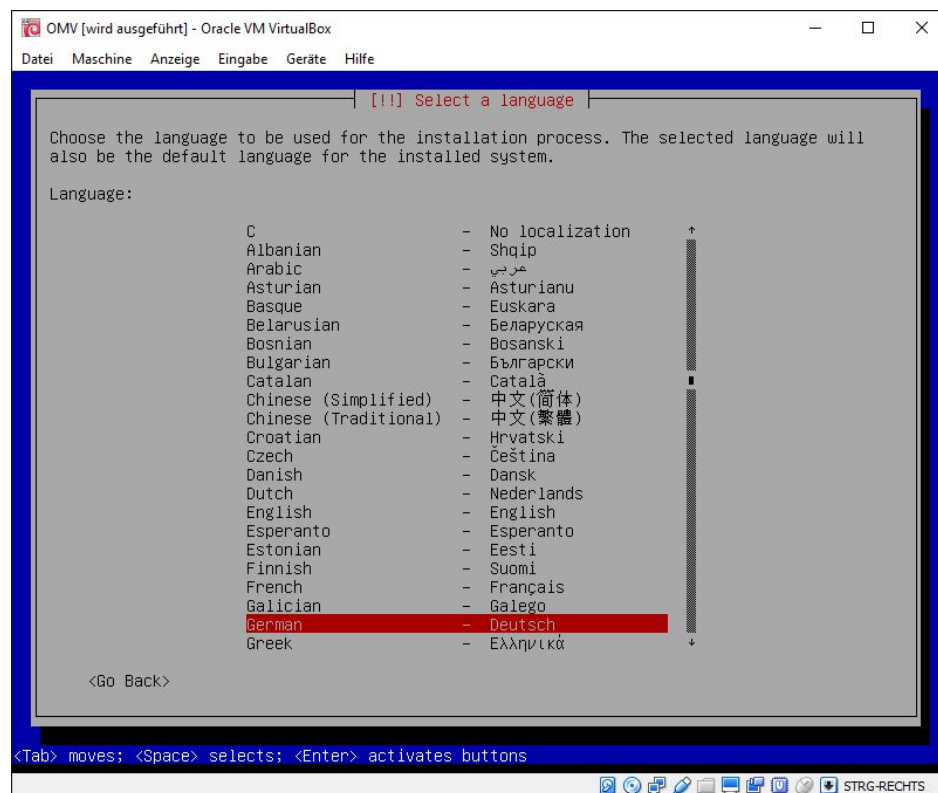 OMV [wird ausgeführt] - Oracle VM VirtualBox
Datei Maschine Anzeige Eingabe Geräte Hilfe
[!!] Select a language
Choose the language to be used for the installation process. The selected language will
also be the default language for the installed system.
Language:
C - No localization
Albanian - Shqip
Arabic - عربي
Asturian - Asturianu
Basque - Euskara
Belarusian - Беларуская
Bosnian - Bosanski
Bulgarian - Български
Catalan - Català
Chinese (Simplified) - 中文(简体)
Chinese (Traditional) - 中文(繁體)
Croatian - Hrvatski
Czech - Čeština
Danish - Dansk
Dutch - Nederlands
English - English
Esperanto - Esperanto
Estonian - Eesti
Finnish - Suomi
French - Français
Galician - Galego
German - Deutsch
Greek - Ελληνικά
<Go Back>
<Tab> moves; <Space> selects; <Enter> activates buttons
STRG-RECHTS